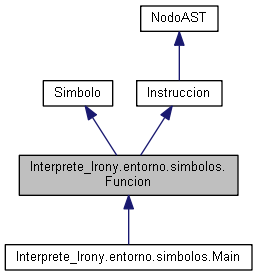 NodoAST
Simbolo
Instruccion
Interprete_Irony.entorno.simbolos.
Funcion
Interprete_Irony.entorno.simbolos.Main